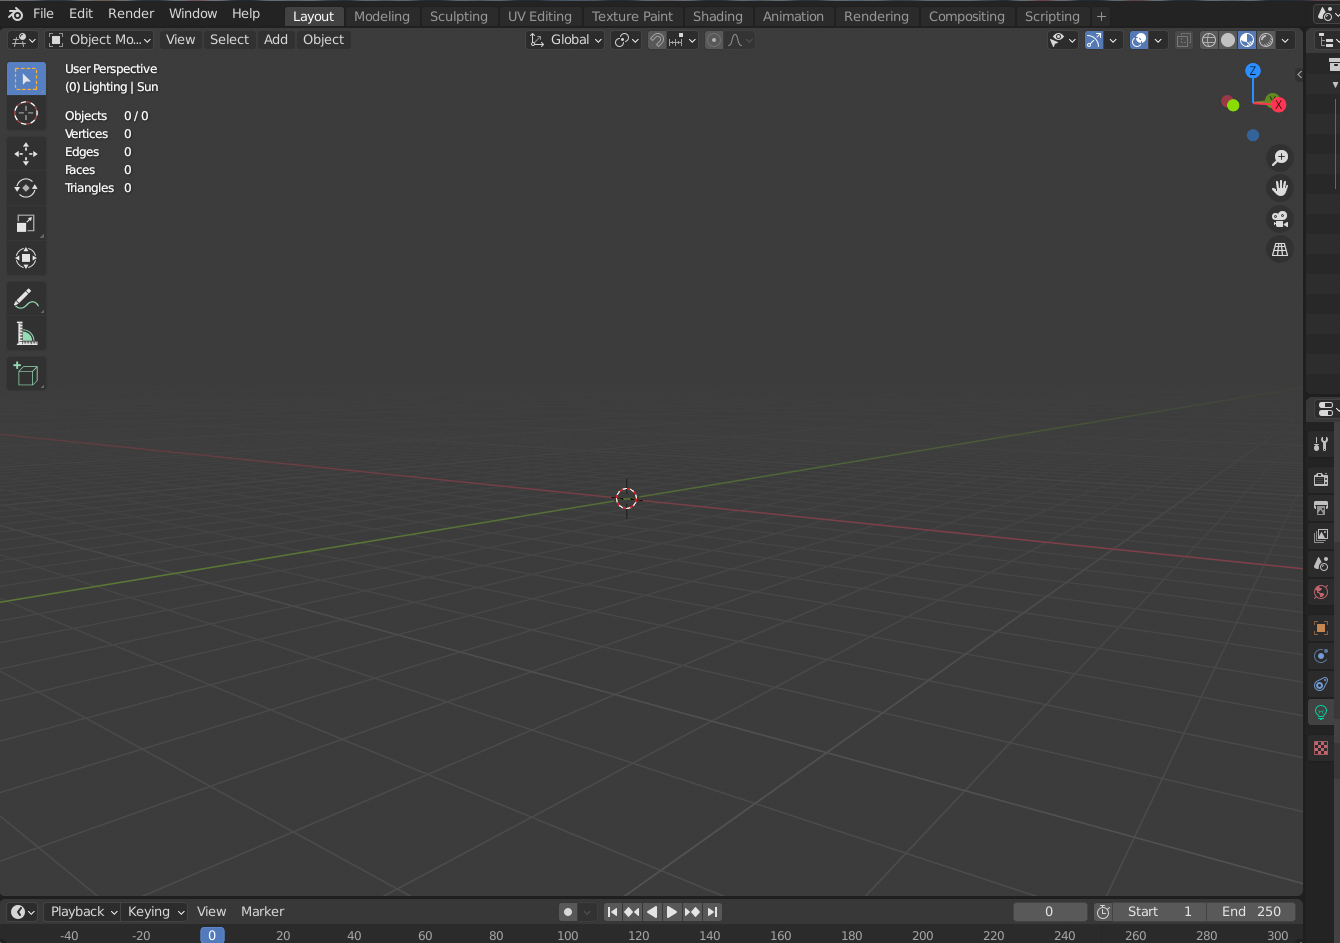 File Edit Render Window Help Layout Modeling Sculpting UV Editing Texture Paint Shading Animation Rendering Compositing Scripting +
Object Mo... View Select Add Object Global
User Perspective
(0) Lighting | Sun
Objects 0 / 0
Vertices 0
Edges 0
Faces 0
Triangles 0
Z
Y
X
Playback Keying View Marker 0 Start 1 End 250
-40 -20 0 20 40 60 80 100 120 140 160 180 200 220 240 260 280 300